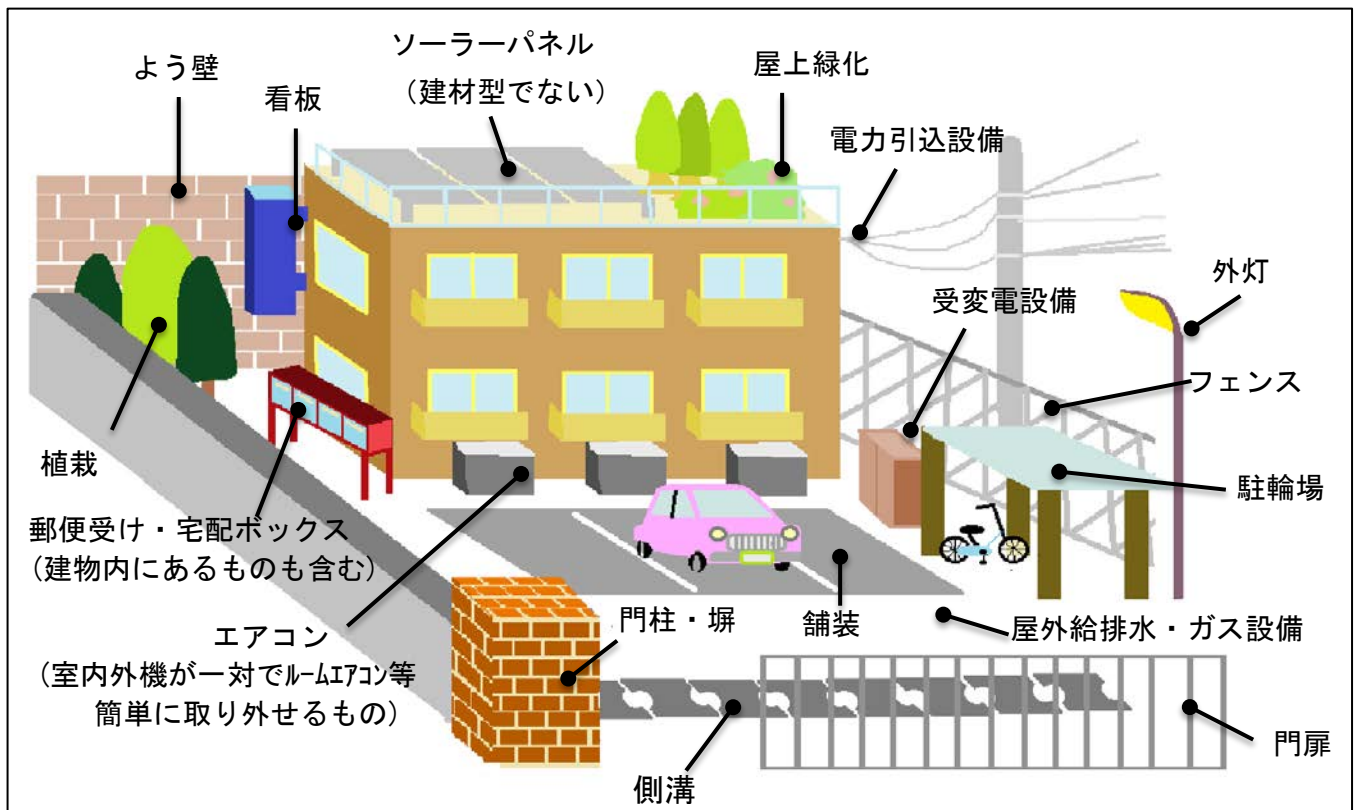 ソーラーパネル
(建材型でない)
よう壁
看板
屋上緑化
電力引込設備
外灯
受変電設備
フェンス
植栽
駐輪場
郵便受け・宅配ボックス
(建物内にあるものも含む)
エアコン
(室内外機が一対でﾙｰﾑｴｱｺﾝ等
簡単に取り外せるもの)
門柱・塀
舗装
屋外給排水・ガス設備
側溝
門扉